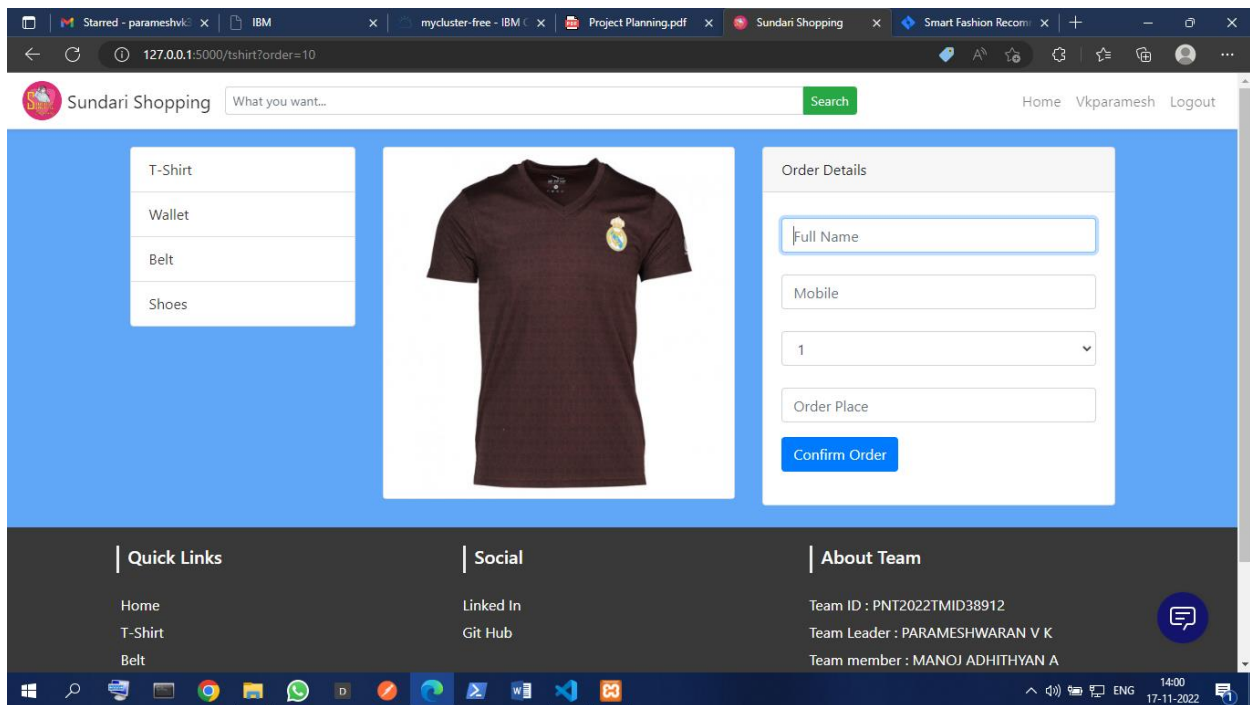 Starred - parameshvk3
IBM
mycluster-free - IBM C
Project Planning.pdf
Sundari Shopping
Smart Fashion Recom
127.0.0.1:5000/tshirt?order=10
Sundari Shopping
What you want...
Search
Home Vkparamesh Logout
T-Shirt
Wallet
Belt
Shoes
Order Details
Full Name
Mobile
1
Order Place
Confirm Order
Quick Links
Home
T-Shirt
Belt
Social
Linked In
Git Hub
About Team
Team ID : PNT2022TMID38912
Team Leader : PARAMESHWARAN V K
Team member : MANOJ ADHITHYAN A
ENG
14:00
17-11-2022